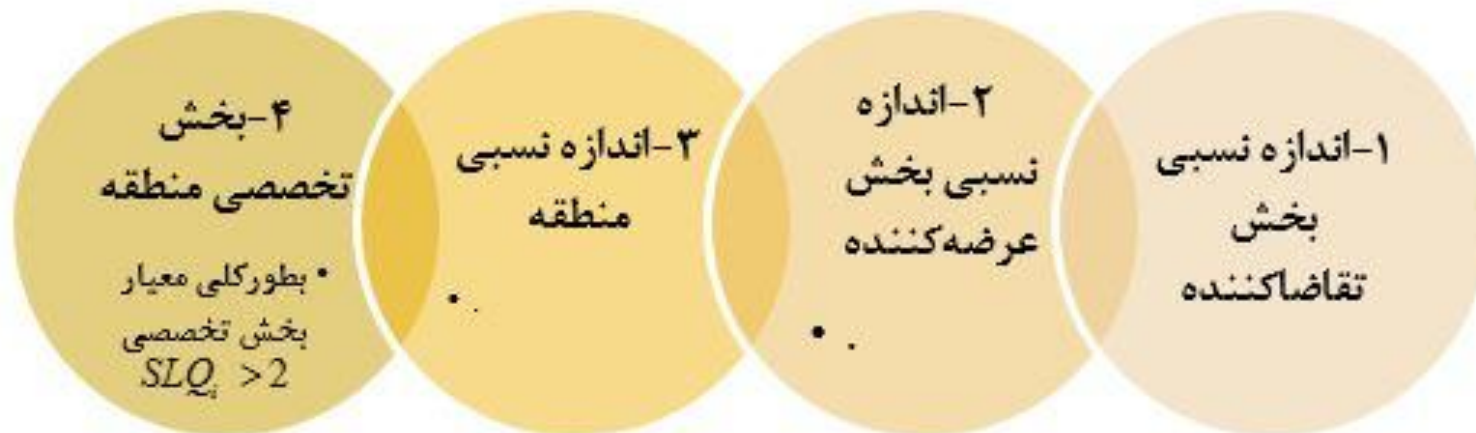 ۱-اندازه نسبی
بخش
تقاضاکننده
۲-اندازه
نسبی بخش
عرضه‌کننده
• .
۳-اندازه نسبی
منطقه
• .
۴-بخش
تخصصی منطقه
• بطورکلی معیار
بخش تخصصی
SLQᵢ >2